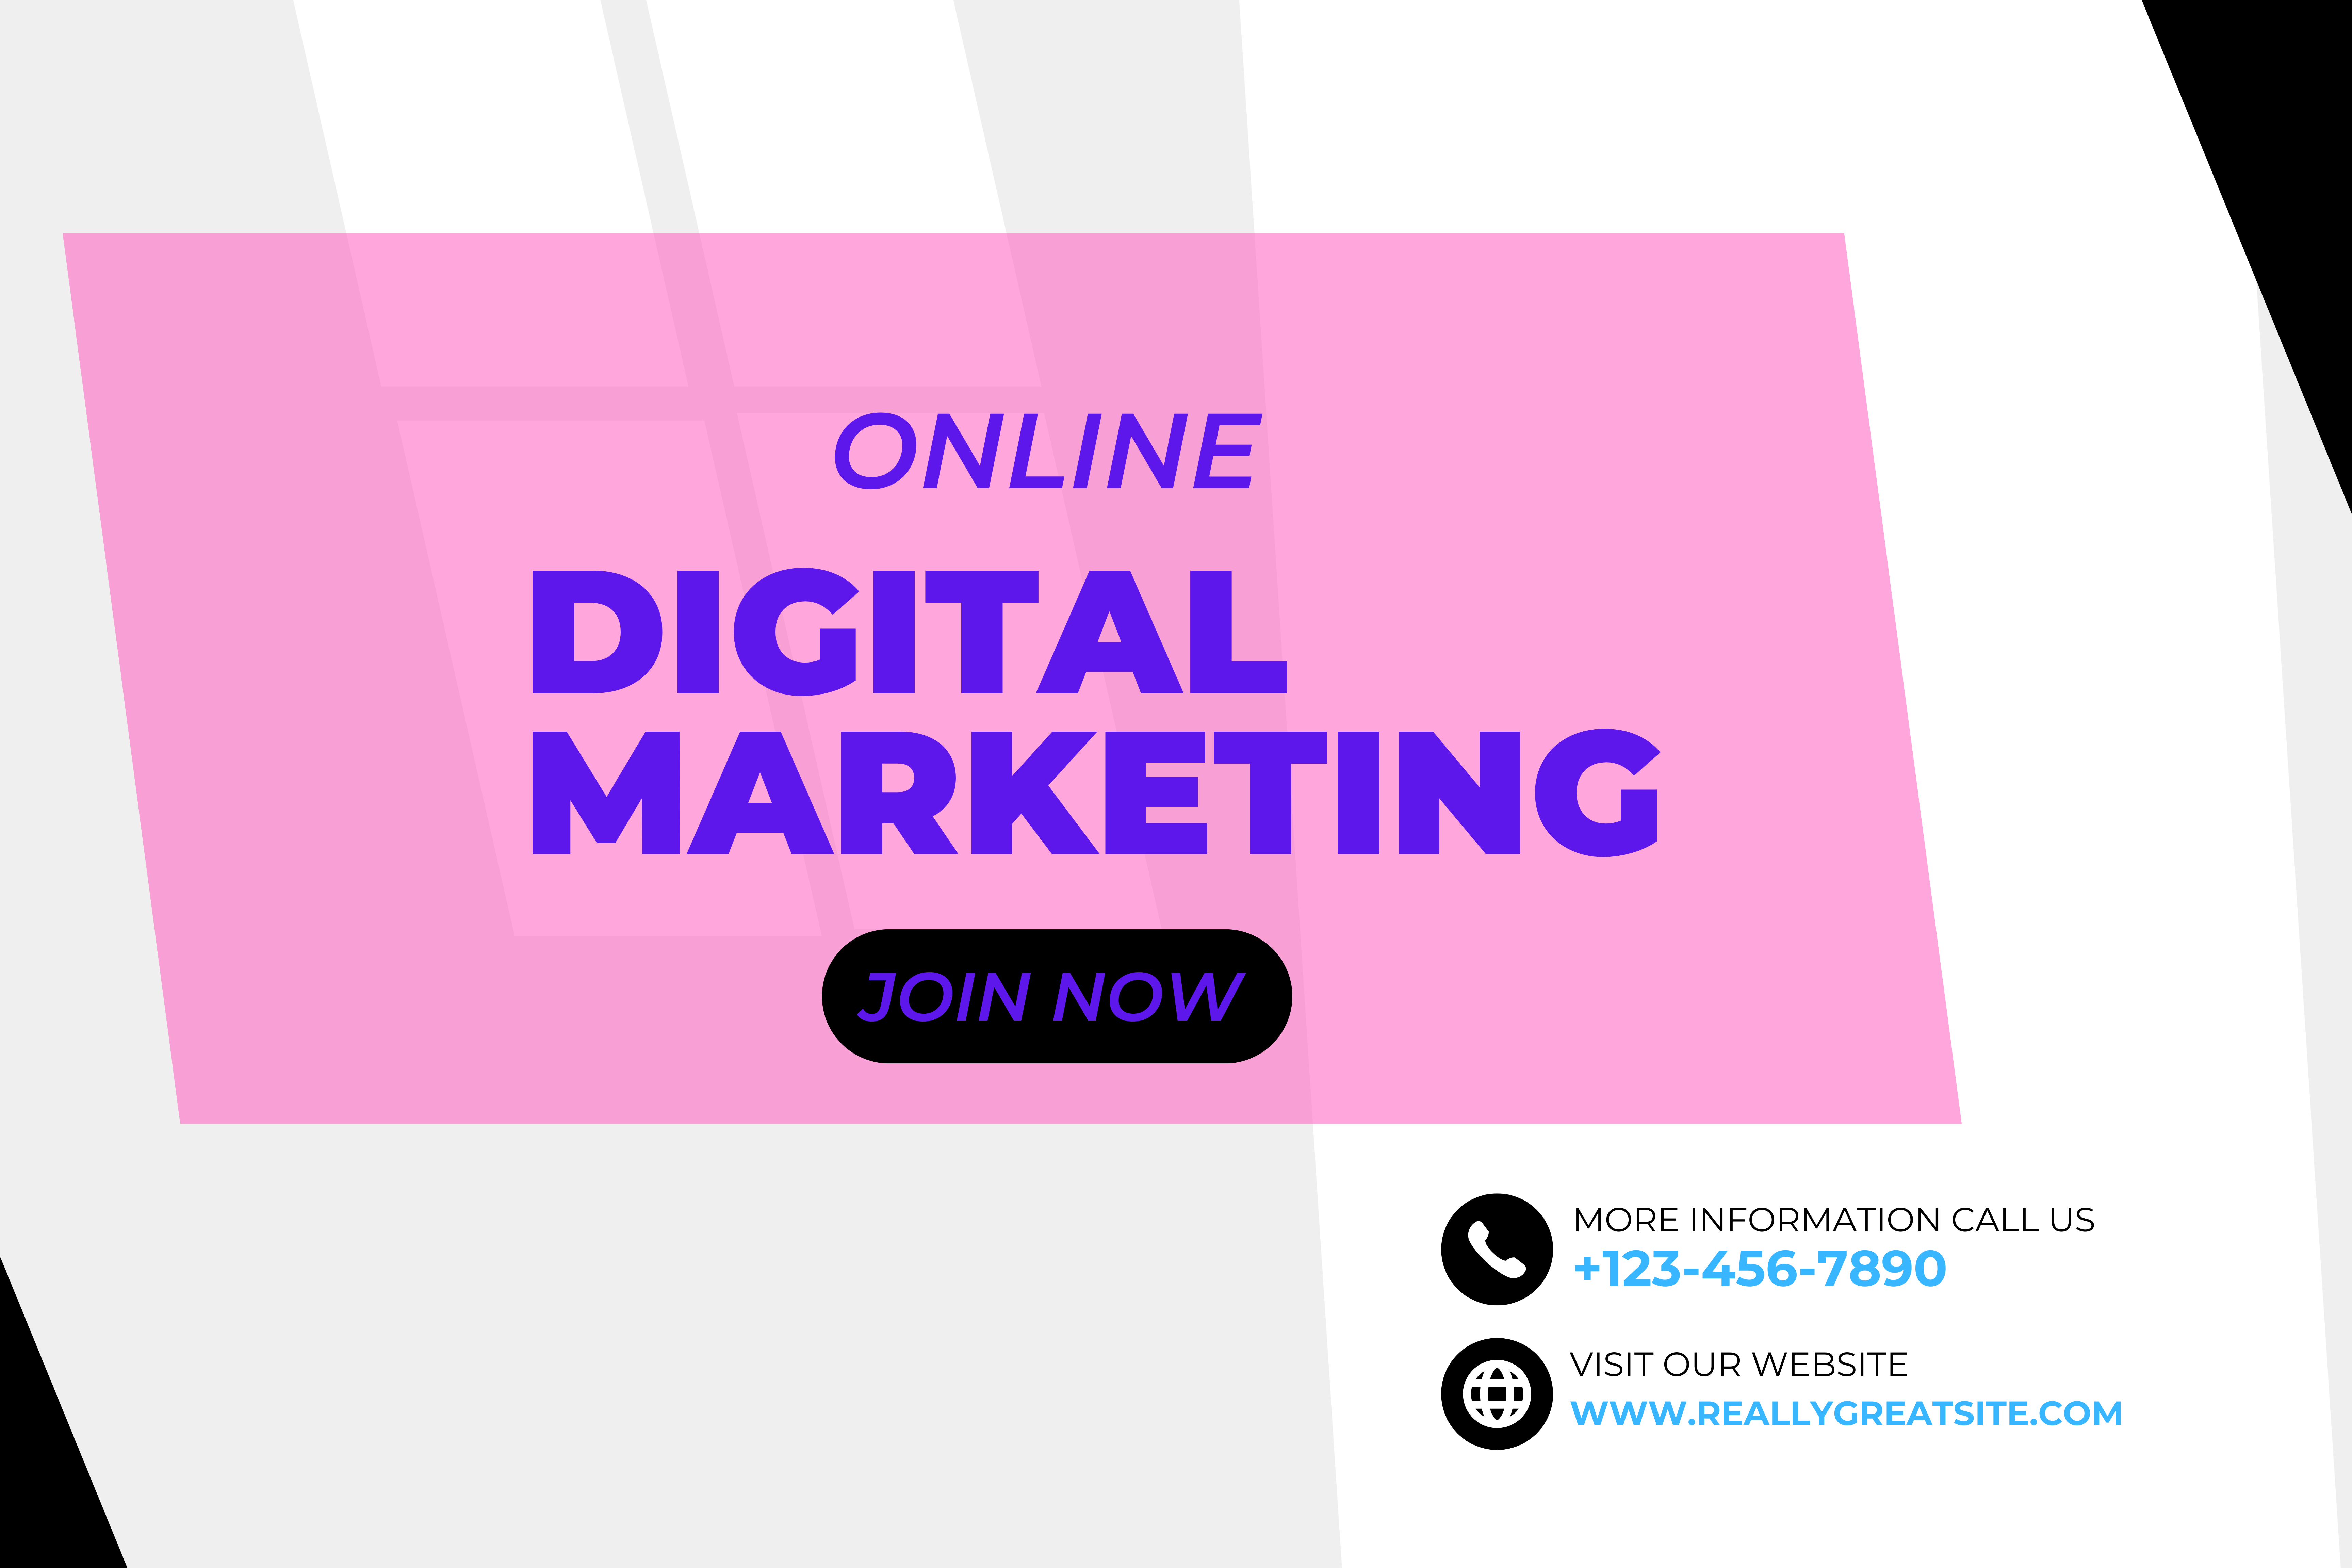 ONLINE
DIGITAL
MARKETING
JOIN NOW
MORE INFORMATION CALL US
+123-456-7890
VISIT OUR WEBSITE
WWW.REALLYGREATSITE.COM